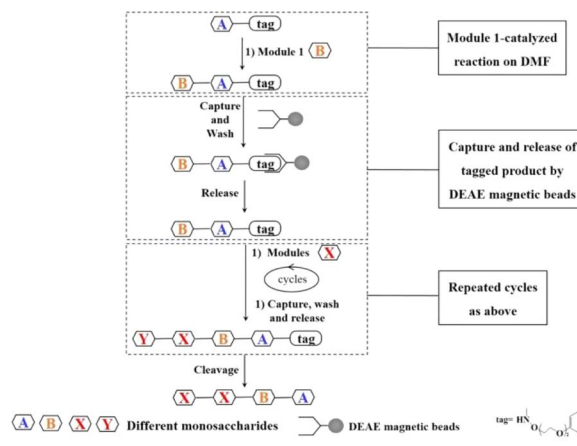 A tag
1) Module 1 B
B A tag
Module 1-catalyzed
reaction on DMF
Capture
and
Wash
B A tag
Release
B A tag
Capture and release of
tagged product by
DEAE magnetic beads
1) Modules X
cycles
1) Capture, wash
and release
Y X B A tag
Repeated cycles
as above
Cleavage
X X B A
A B X Y Different monosaccharides
DEAE magnetic beads
tag= HN
O O 2